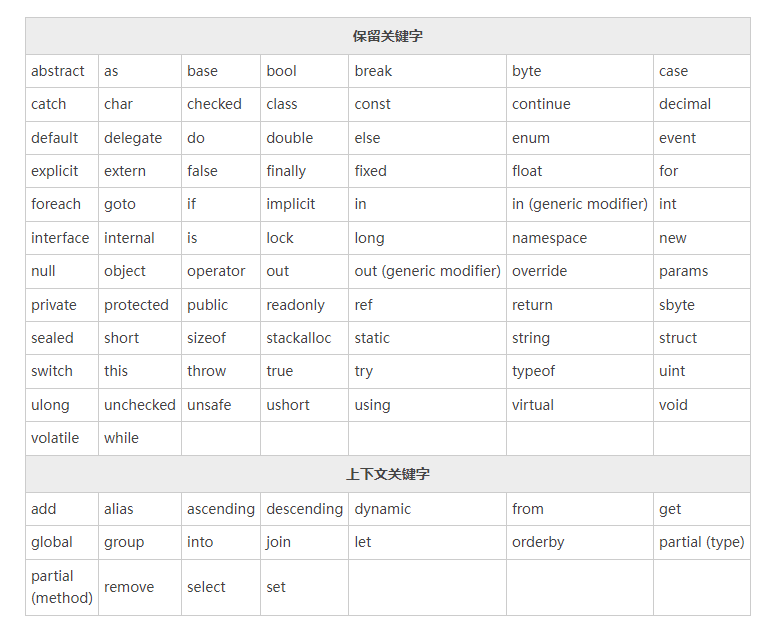 保留关键字
abstract as base bool break byte case
catch char checked class const continue decimal
default delegate do double else enum event
explicit extern false finally fixed float for
foreach goto if implicit in in (generic modifier) int
interface internal is lock long namespace new
null object operator out out (generic modifier) override params
private protected public readonly ref return sbyte
sealed short sizeof stackalloc static string struct
switch this throw true try typeof uint
ulong unchecked unsafe ushort using virtual void
volatile while
上下文关键字
add alias ascending descending dynamic from get
global group into join let orderby partial (type)
partial
(method) remove select set